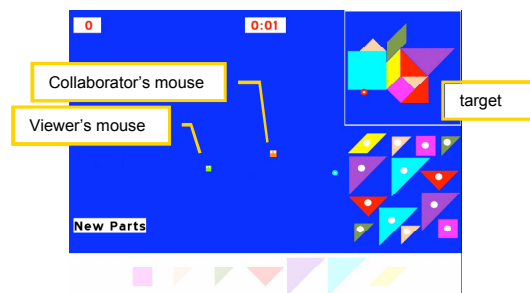 0
0:01
Collaborator's mouse
Viewer's mouse
target
New Parts